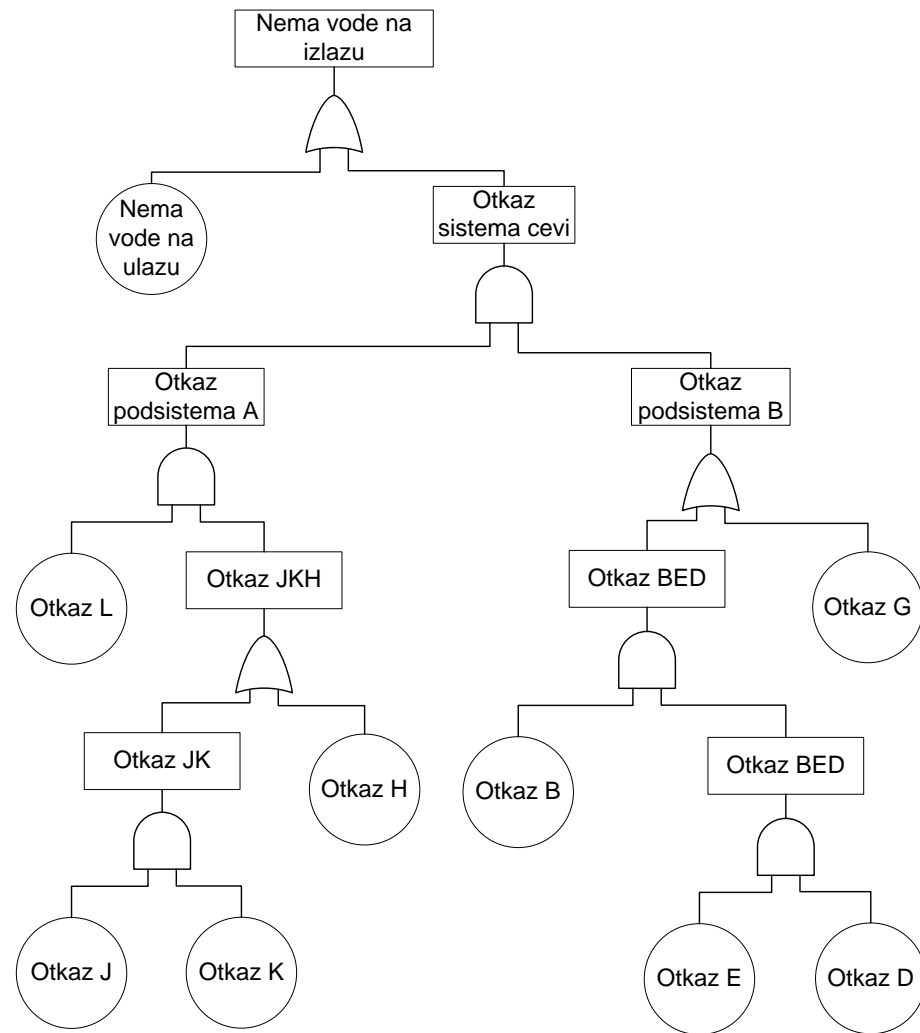 Nema vode na
izlazu
Nema
vode na
ulazu
Otkaz
sistema cevi
Otkaz
podsistema A
Otkaz
podsistema B
Otkaz L
Otkaz JKH
Otkaz BED
Otkaz G
Otkaz JK
Otkaz H
Otkaz B
Otkaz BED
Otkaz J
Otkaz K
Otkaz E
Otkaz D